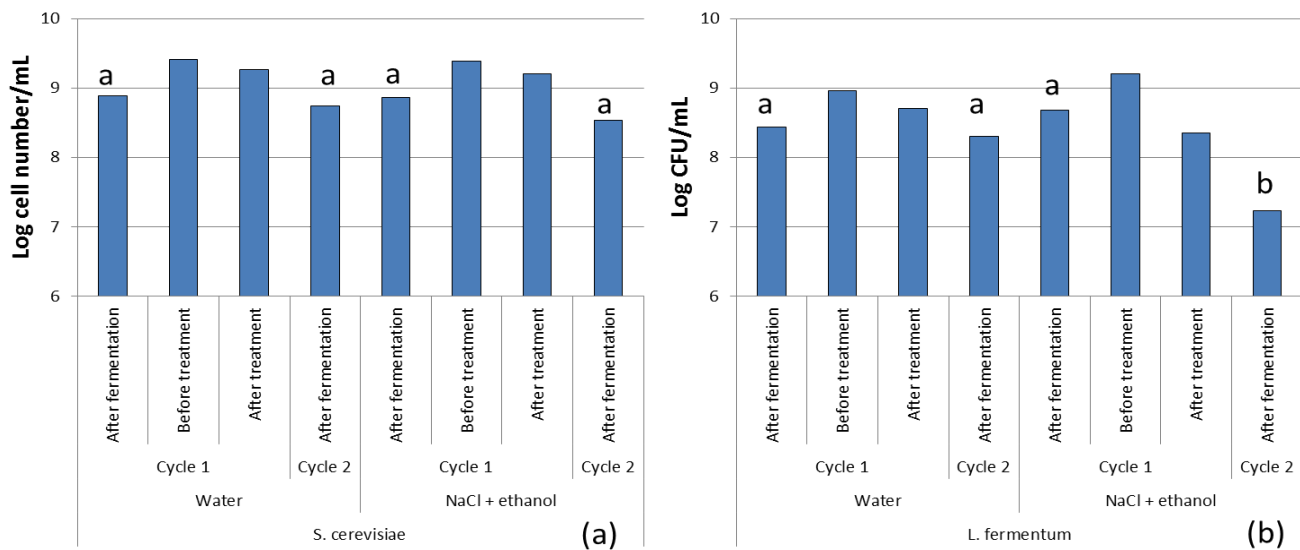 Log cell number/mL
10
9
8
7
6
a
a
a
a
After fermentation
Before treatment
After treatment
After fermentation
After fermentation
Before treatment
After treatment
After fermentation
Cycle 1
Cycle 2
Cycle 1
Cycle 2
Water
NaCl + ethanol
S. cerevisiae
(a)
Log CFU/mL
10
9
8
7
6
a
a
a
b
After fermentation
Before treatment
After treatment
After fermentation
After fermentation
Before treatment
After treatment
After fermentation
Cycle 1
Cycle 2
Cycle 1
Cycle 2
Water
NaCl + ethanol
L. fermentum
(b)